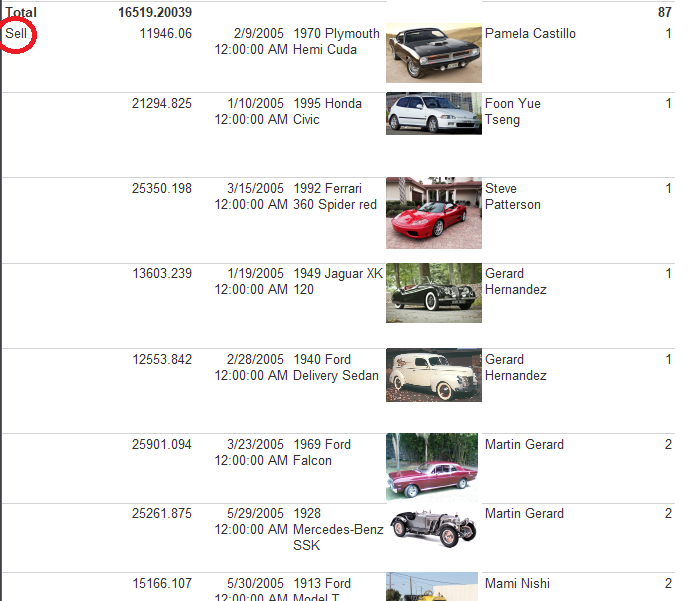 Total 16519.20039 87
Sell 11946.06 2/9/2005 1970 Plymouth Pamela Castillo 1
12:00:00 AM Hemi Cuda
21294.825 1/10/2005 1995 Honda Foon Yue 1
12:00:00 AM Civic Tseng
25350.198 3/15/2005 1992 Ferrari Steve 1
12:00:00 AM 360 Spider red Patterson
13603.239 1/19/2005 1949 Jaguar XK Gerard 1
12:00:00 AM 120 Hernandez
12553.842 2/28/2005 1940 Ford Gerard 1
12:00:00 AM Delivery Sedan Hernandez
25901.094 3/23/2005 1969 Ford Martin Gerard 2
12:00:00 AM Falcon
25261.875 5/29/2005 1928 Martin Gerard 2
12:00:00 AM Mercedes-Benz
SSK
15166.107 5/30/2005 1913 Ford Mami Nishi 2
12:00:00 AM Model T